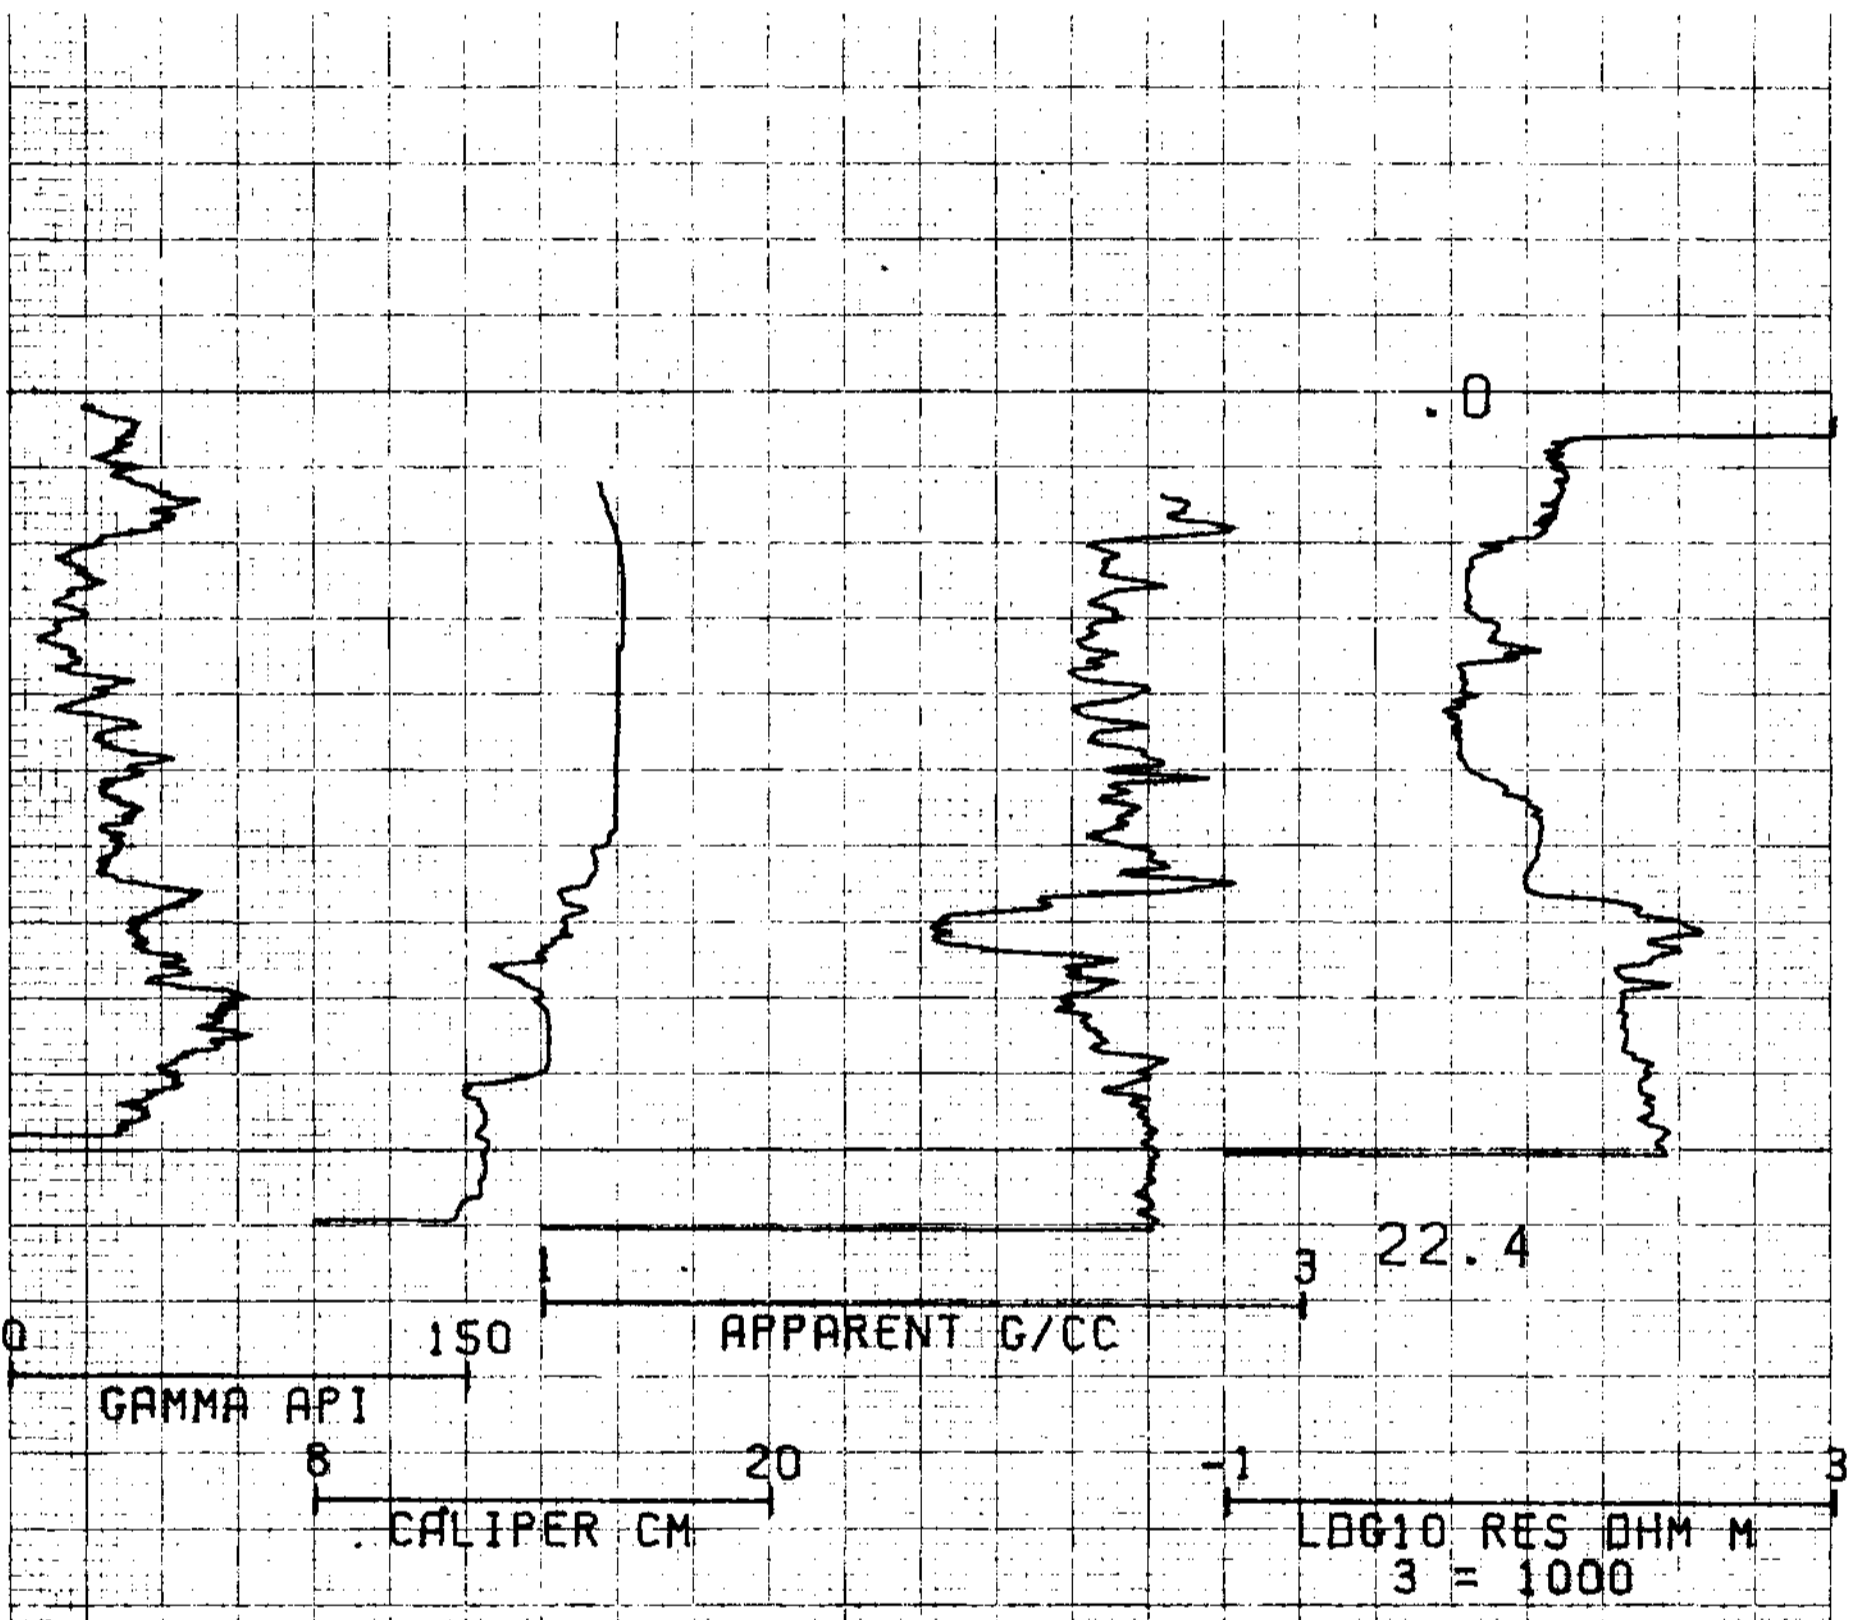 .0
22.4
1 3
APPARENT G/CC
0 150
GAMMA API
8 20
CALIPER CM
-1 3
LOG10 RES OHM M
3 = 1000